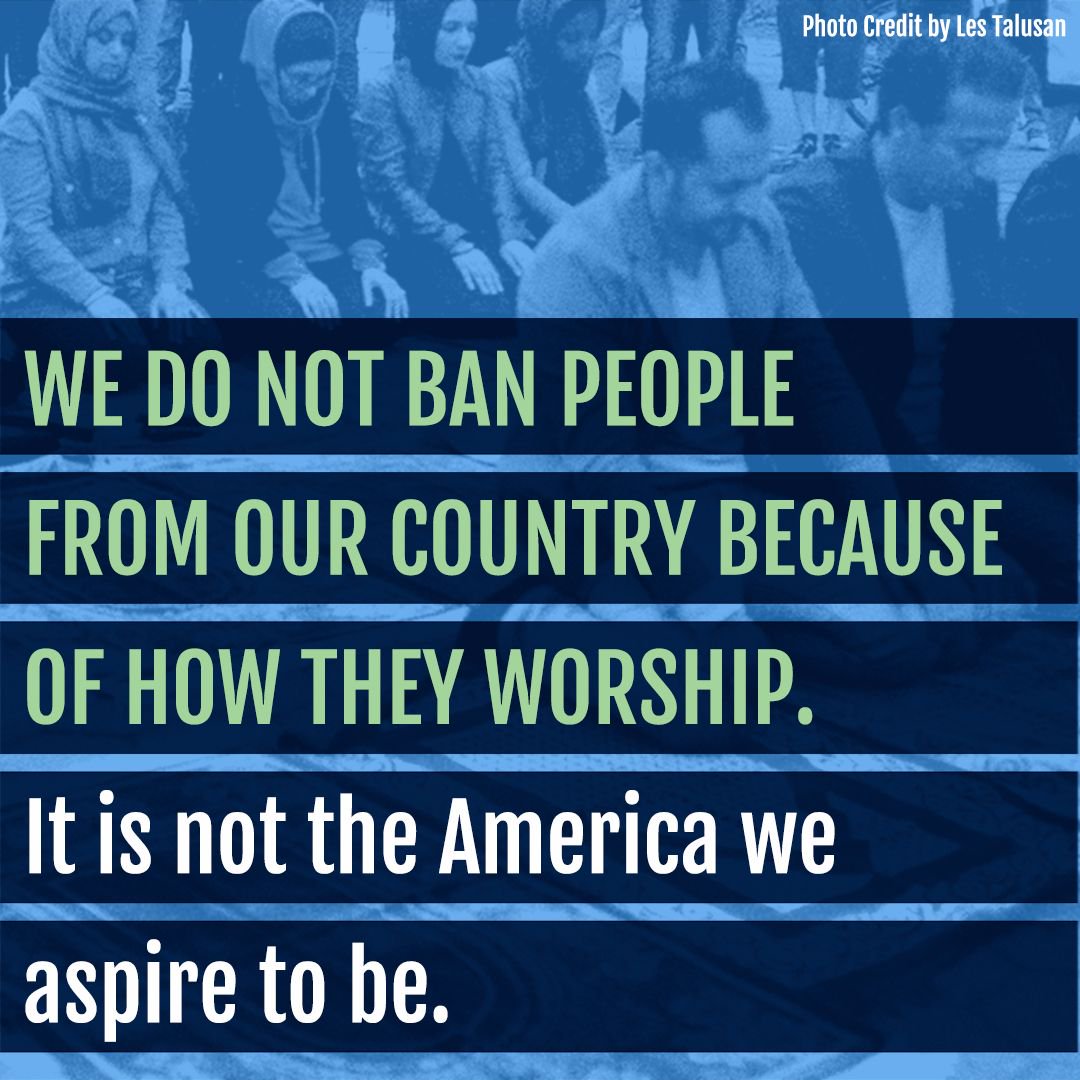 Photo Credit by Les Talusan
WE DO NOT BAN PEOPLE
FROM OUR COUNTRY BECAUSE
OF HOW THEY WORSHIP.
It is not the America we
aspire to be.